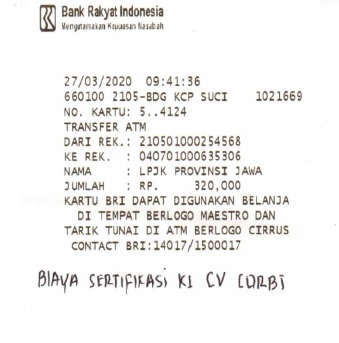 Bank Rakyat Indonesia
Mengutamakan Kepuasan Nasabah
27/03/2020 09:41:36
660100 2105-BDG KCP SUCI 1021669
NO. KARTU: 5..4124
TRANSFER ATM
DARI REK.: 210501000254568
KE REK. : 040701000635306
NAMA : LPJK PROVINSI JAWA
JUMLAH : RP. 320,000
KARTU BRI DAPAT DIGUNAKAN BELANJA
DI TEMPAT BERLOGO MAESTRO DAN
TARIK TUNAI DI ATM BERLOGO CIRRUS
CONTACT BRI:14017/1500017
BIAYA SERTIFIKASI K1 CV CORBI